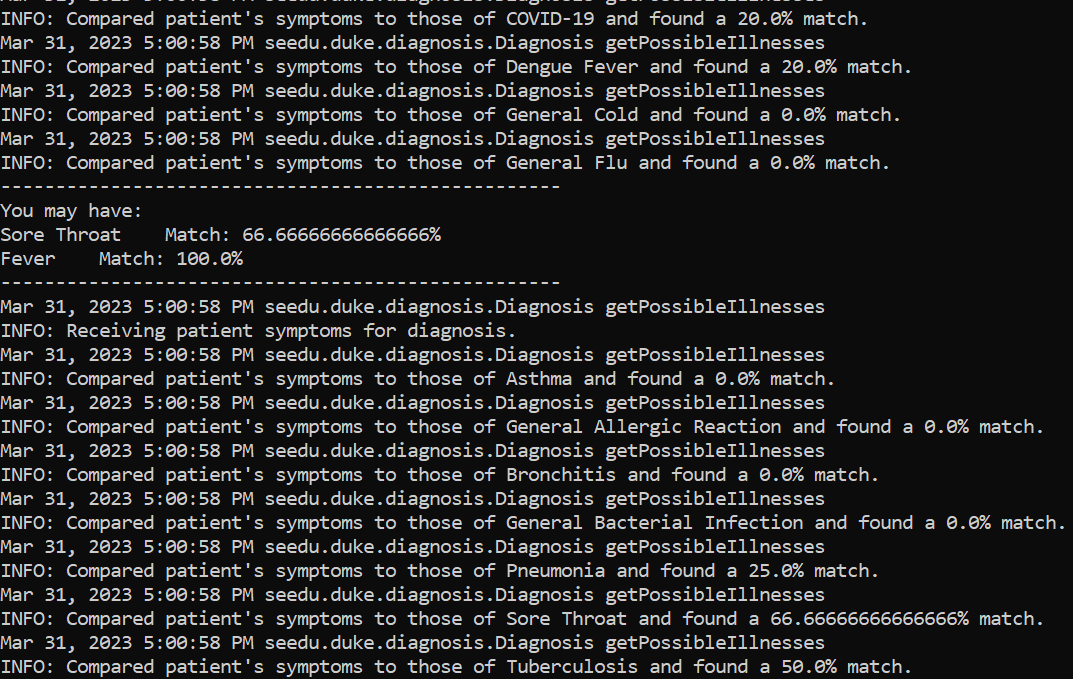 INFO: Compared patient's symptoms to those of COVID-19 and found a 20.0% match.
Mar 31, 2023 5:00:58 PM seedu.duke.diagnosis.Diagnosis getPossibleIllnesses
INFO: Compared patient's symptoms to those of Dengue Fever and found a 20.0% match.
Mar 31, 2023 5:00:58 PM seedu.duke.diagnosis.Diagnosis getPossibleIllnesses
INFO: Compared patient's symptoms to those of General Cold and found a 0.0% match.
Mar 31, 2023 5:00:58 PM seedu.duke.diagnosis.Diagnosis getPossibleIllnesses
INFO: Compared patient's symptoms to those of General Flu and found a 0.0% match.
---------------------------------------------------
You may have:
Sore Throat    Match: 66.66666666666666%
Fever    Match: 100.0%
---------------------------------------------------
Mar 31, 2023 5:00:58 PM seedu.duke.diagnosis.Diagnosis getPossibleIllnesses
INFO: Receiving patient symptoms for diagnosis.
Mar 31, 2023 5:00:58 PM seedu.duke.diagnosis.Diagnosis getPossibleIllnesses
INFO: Compared patient's symptoms to those of Asthma and found a 0.0% match.
Mar 31, 2023 5:00:58 PM seedu.duke.diagnosis.Diagnosis getPossibleIllnesses
INFO: Compared patient's symptoms to those of General Allergic Reaction and found a 0.0% match.
Mar 31, 2023 5:00:58 PM seedu.duke.diagnosis.Diagnosis getPossibleIllnesses
INFO: Compared patient's symptoms to those of Bronchitis and found a 0.0% match.
Mar 31, 2023 5:00:58 PM seedu.duke.diagnosis.Diagnosis getPossibleIllnesses
INFO: Compared patient's symptoms to those of General Bacterial Infection and found a 0.0% match.
Mar 31, 2023 5:00:58 PM seedu.duke.diagnosis.Diagnosis getPossibleIllnesses
INFO: Compared patient's symptoms to those of Pneumonia and found a 25.0% match.
Mar 31, 2023 5:00:58 PM seedu.duke.diagnosis.Diagnosis getPossibleIllnesses
INFO: Compared patient's symptoms to those of Sore Throat and found a 66.66666666666666% match.
Mar 31, 2023 5:00:58 PM seedu.duke.diagnosis.Diagnosis getPossibleIllnesses
INFO: Compared patient's symptoms to those of Tuberculosis and found a 50.0% match.